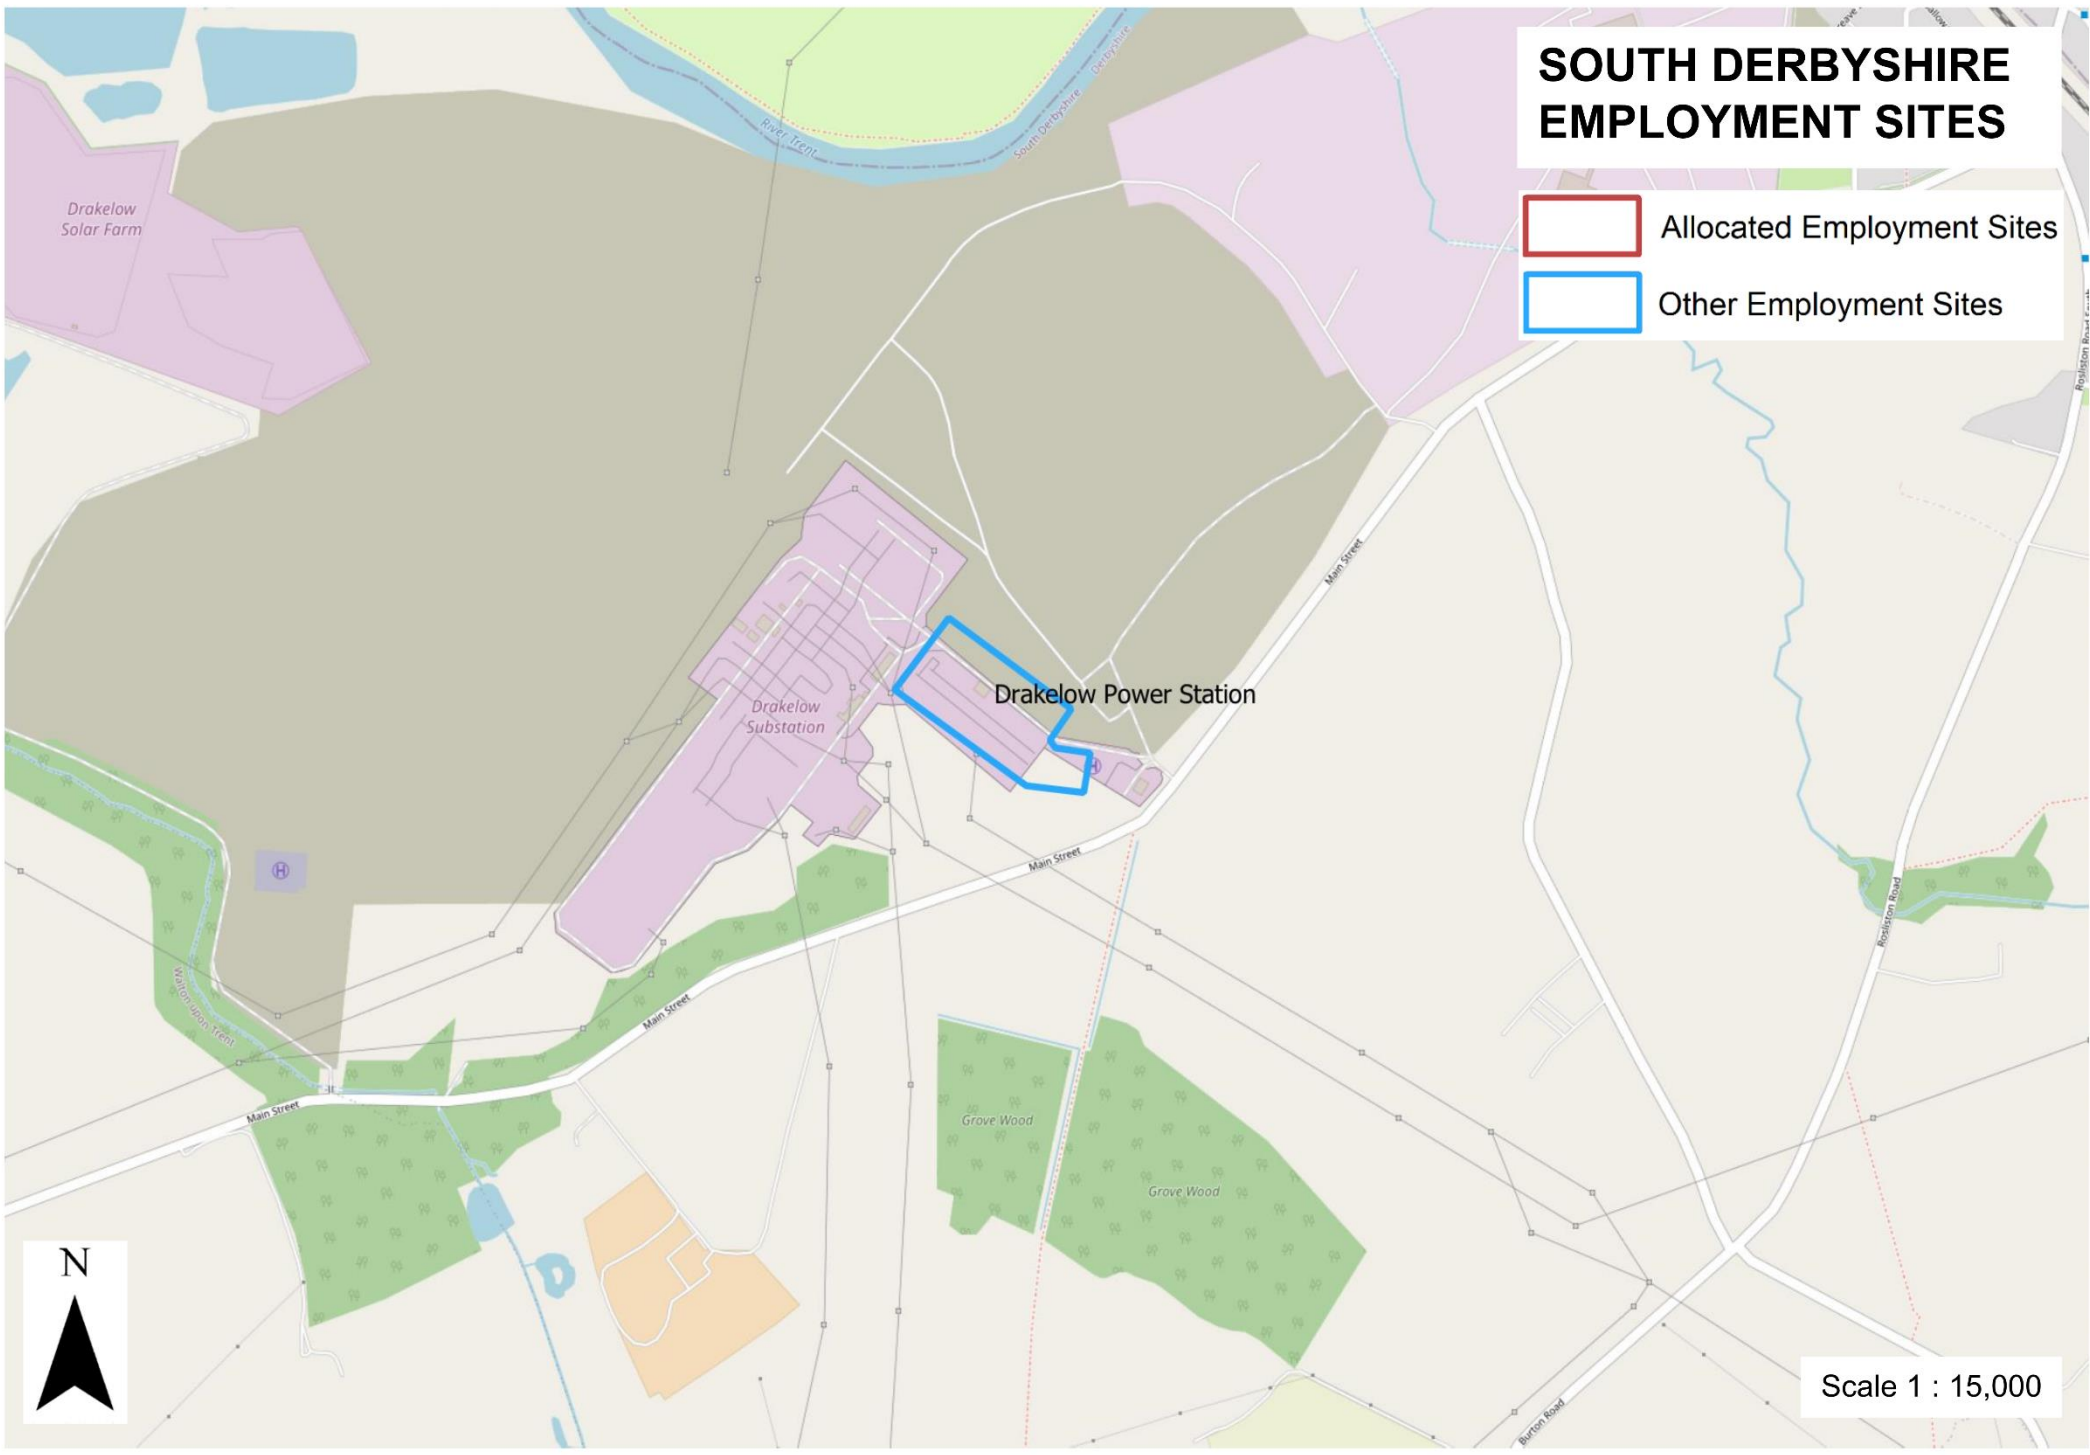 SOUTH DERBYSHIRE
EMPLOYMENT SITES
Allocated Employment Sites
Other Employment Sites
River Trent
South Derbyshire
Derbyshire
Drakelow
Solar Farm
Main Street
Drakelow Power Station
Drakelow
Substation
H
H
Main Street
Rosliston Road
Walton upon Trent
Main Street
Main Street
Grove Wood
Grove Wood
N
Scale 1 : 15,000
Burton Road